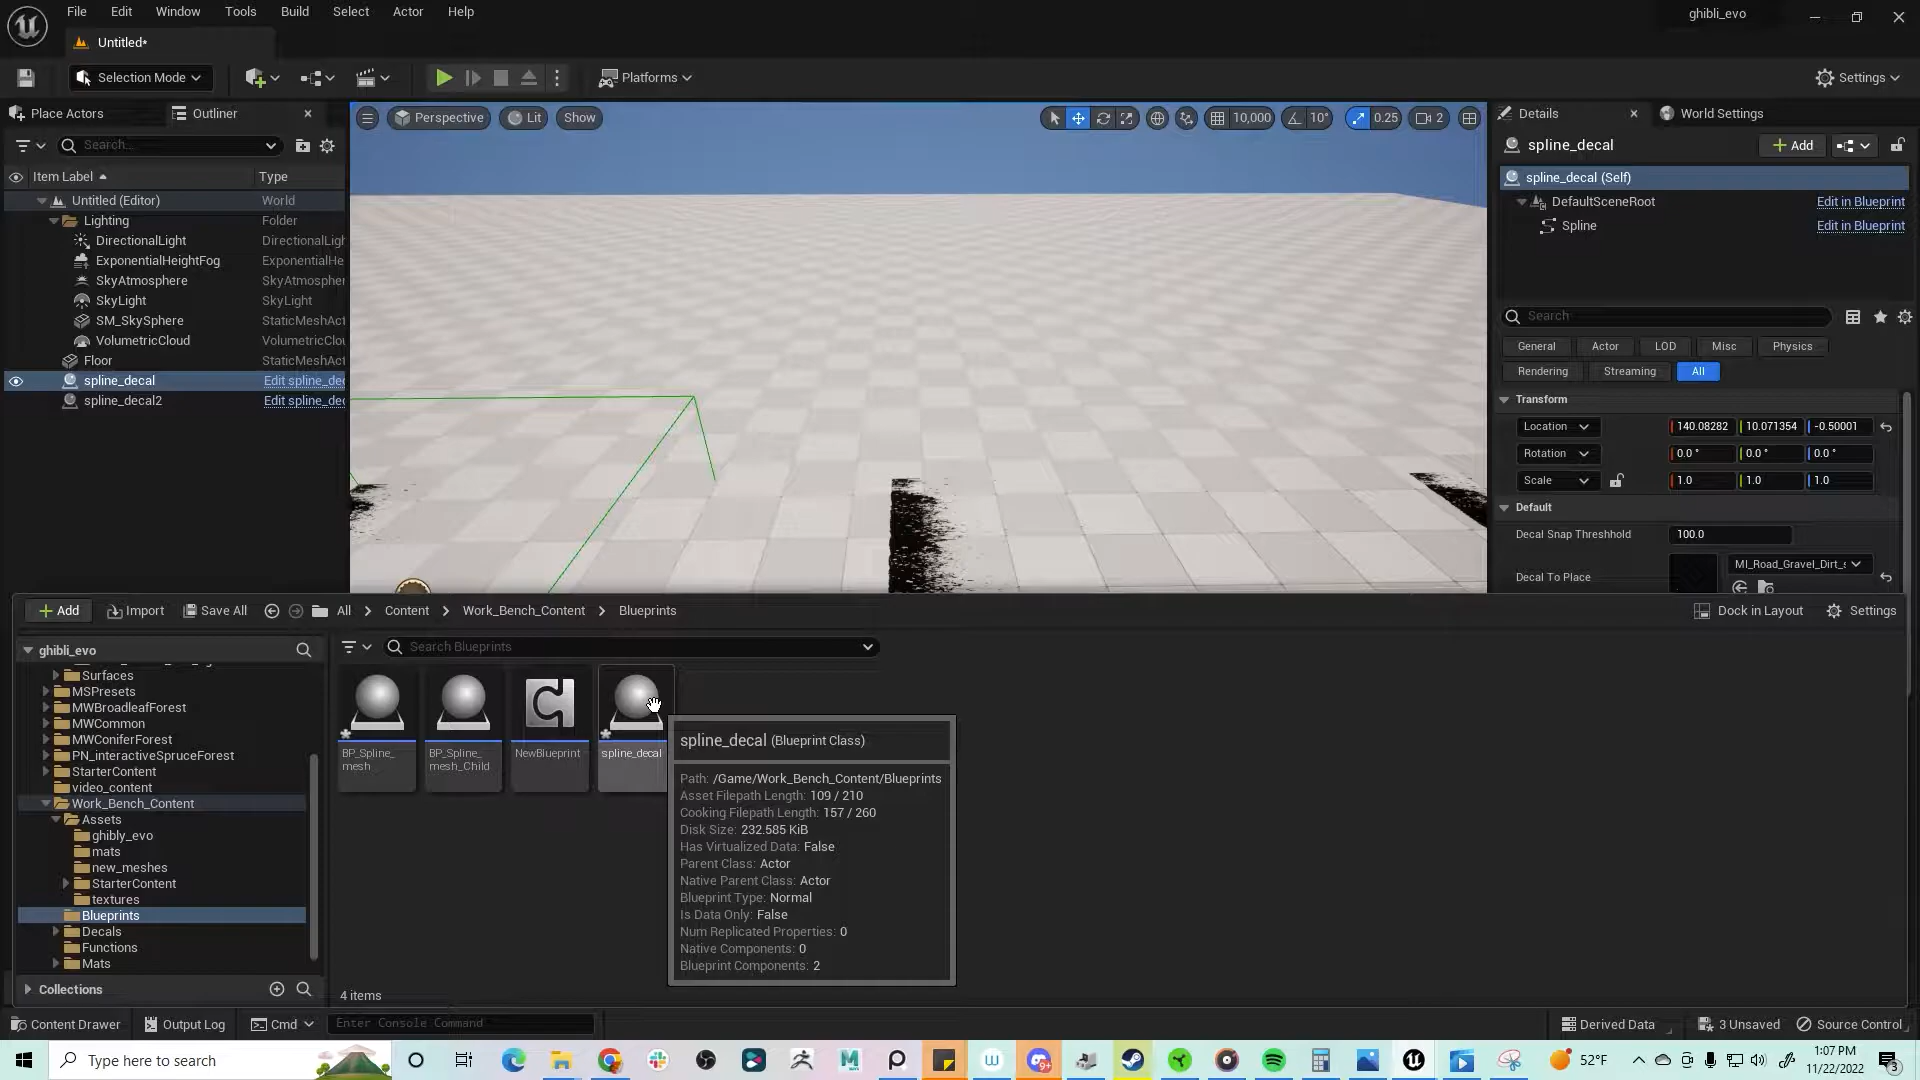 File Edit Window Tools Build Select Actor Help
ghibli_evo
Untitled*
Selection Mode
Platforms
Settings
Place Actors
Outliner
Search...
Item Label
Type
Untitled (Editor) World
Lighting Folder
DirectionalLight DirectionalLigh
ExponentialHeightFog ExponentialHe
SkyAtmosphere SkyAtmospher
SkyLight SkyLight
SM_SkySphere StaticMeshAct
VolumetricCloud VolumetricClou
Floor StaticMeshAct
spline_decal Edit spline_dec
spline_decal2 Edit spline_dec
Perspective
Lit
Show
10,000
10°
0.25
2
Details
World Settings
spline_decal
Add
spline_decal (Self)
DefaultSceneRoot Edit in Blueprint
Spline Edit in Blueprint
Search
General Actor LOD Misc Physics
Rendering Streaming All
Transform
Location 140.08282 10.071354 -0.50001
Rotation 0.0 ° 0.0 ° 0.0 °
Scale 1.0 1.0 1.0
Default
Decal Snap Threshhold 100.0
Decal To Place MI_Road_Gravel_Dirt_s
Add Import Save All All Content Work_Bench_Content Blueprints
Dock in Layout Settings
ghibli_evo
Surfaces
MSPresets
MWBroadleafForest
MWCommon
MWConiferForest
PN_interactiveSpruceForest
StarterContent
video_content
Work_Bench_Content
Assets
ghibly_evo
mats
new_meshes
StarterContent
textures
Blueprints
Decals
Functions
Mats
Collections
Search Blueprints
BP_Spline_
mesh
BP_Spline_
mesh_Child
NewBlueprint
spline_decal
spline_decal (Blueprint Class)
Path: /Game/Work_Bench_Content/Blueprints
Asset Filepath Length: 109 / 210
Cooking Filepath Length: 157 / 260
Disk Size: 232.585 KiB
Has Virtualized Data: False
Parent Class: Actor
Native Parent Class: Actor
Blueprint Type: Normal
Is Data Only: False
Num Replicated Properties: 0
Native Components: 0
Blueprint Components: 2
4 items
Content Drawer Output Log Cmd Enter Console Command
Derived Data 3 Unsaved Source Control
Type here to search
52°F
1:07 PM
11/22/2022
3